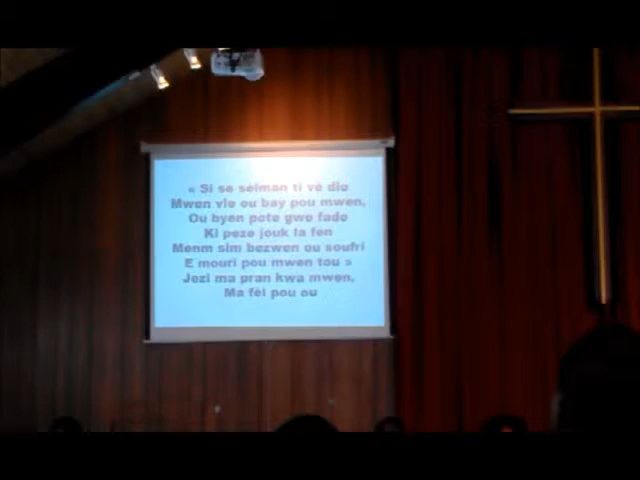 « Si se selman ti vè dlo
Mwen vle ou bay pou mwen,
Ou byen pote gwo fado
Ki peze jouk la fen
Menm sim bezwen ou soufri
E mouri pou mwen tou »
Jezi ma pran kwa mwen,
Ma fèl pou ou